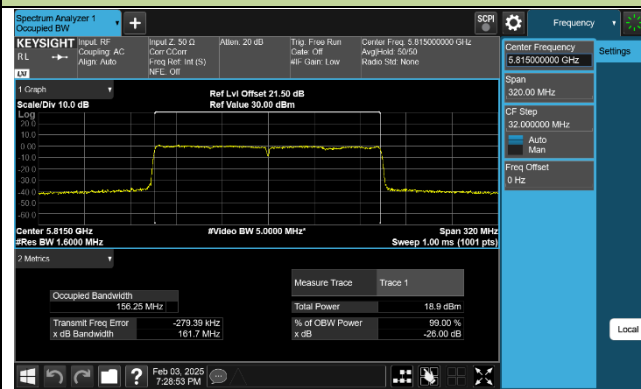 Spectrum Analyzer 1
Occupied BW
SCPI
Frequency
KEYSIGHT
RL
LXI
Input: RF
Coupling: AC
Align: Auto
Input Z: 50 Ω
Corr CCorr
Freq Ref: Int (S)
NFE: Off
Atten: 20 dB
Trig: Free Run
Gate: Off
#IF Gain: Low
Center Freq: 5.815000000 GHz
Avg|Hold: 50/50
Radio Std: None
Center Frequency
5.815000000 GHz
Settings
Span
320.00 MHz
CF Step
32.000000 MHz
Auto
Man
Freq Offset
0 Hz
Local
1 Graph
Scale/Div 10.0 dB
Ref Lvl Offset 21.50 dB
Ref Value 30.00 dBm
Log
20.0
10.0
0.00
-10.0
-20.0
-30.0
-40.0
-50.0
-60.0
Center 5.8150 GHz
#Video BW 5.0000 MHz*
Span 320 MHz
#Res BW 1.6000 MHz
Sweep 1.00 ms (1001 pts)
2 Metrics
Measure Trace Trace 1
Occupied Bandwidth
156.25 MHz
Total Power 18.9 dBm
Transmit Freq Error -279.39 kHz
% of OBW Power 99.00 %
x dB Bandwidth 161.7 MHz
x dB -26.00 dB
Feb 03, 2025
7:28:53 PM